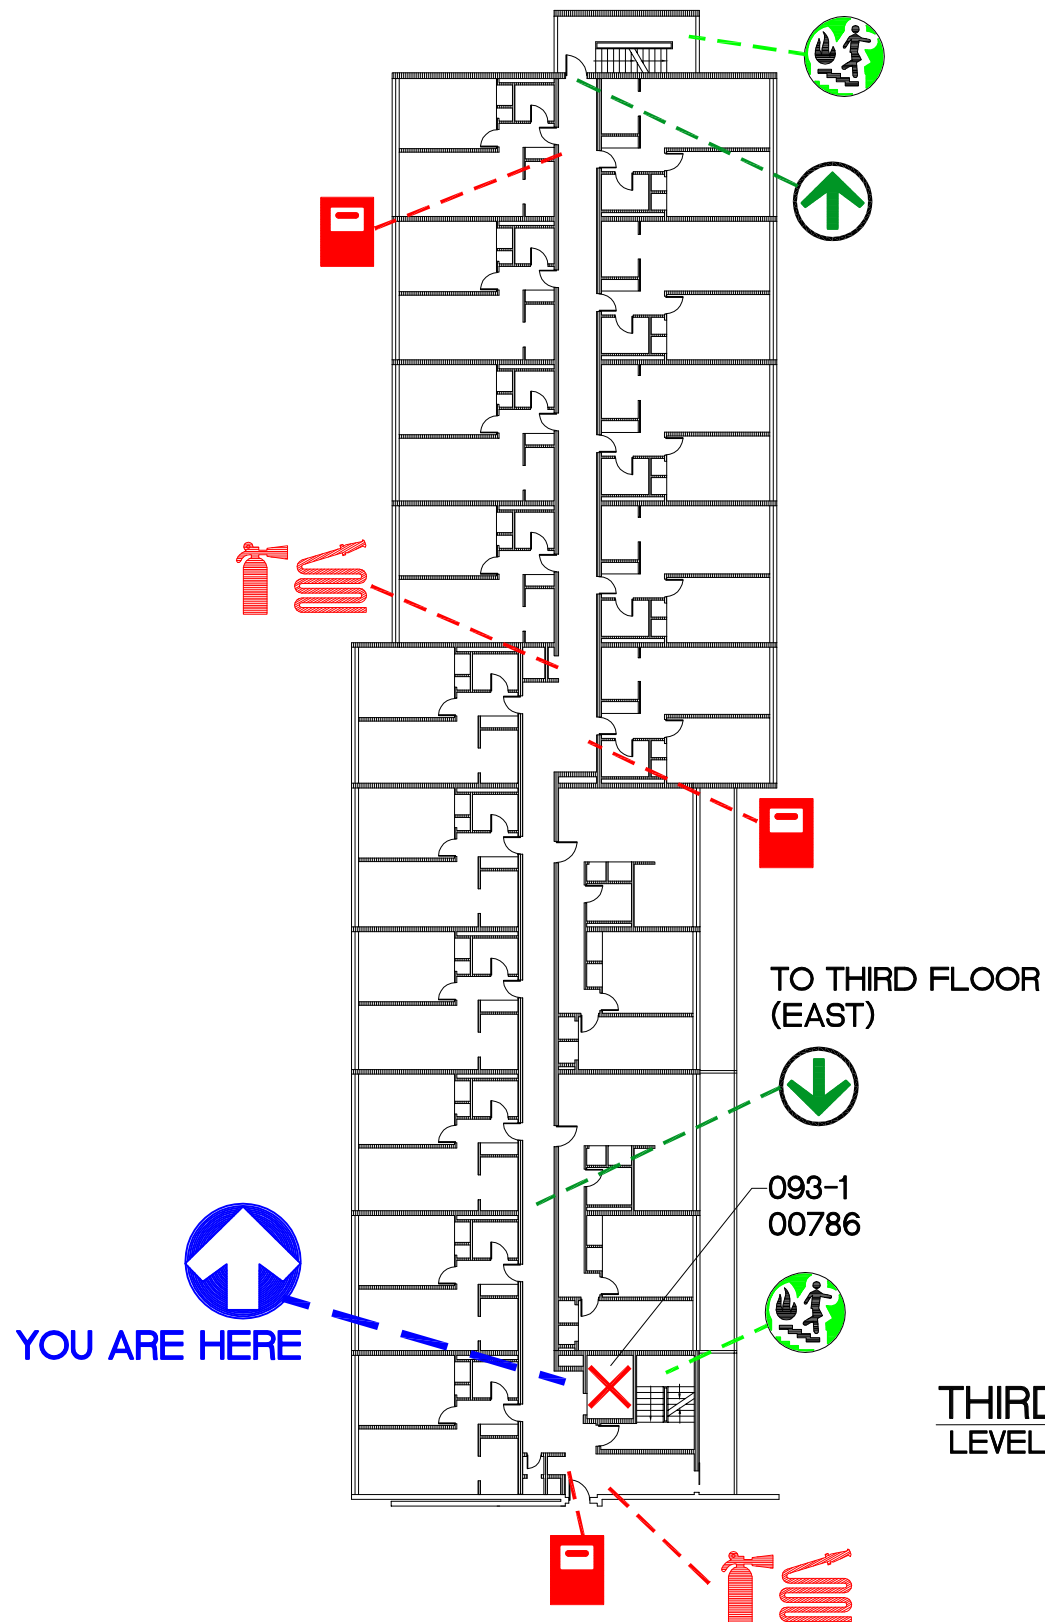 TO THIRD FLOOR
(EAST)
093-1
00786
YOU ARE HERE
THIRD
LEVEL